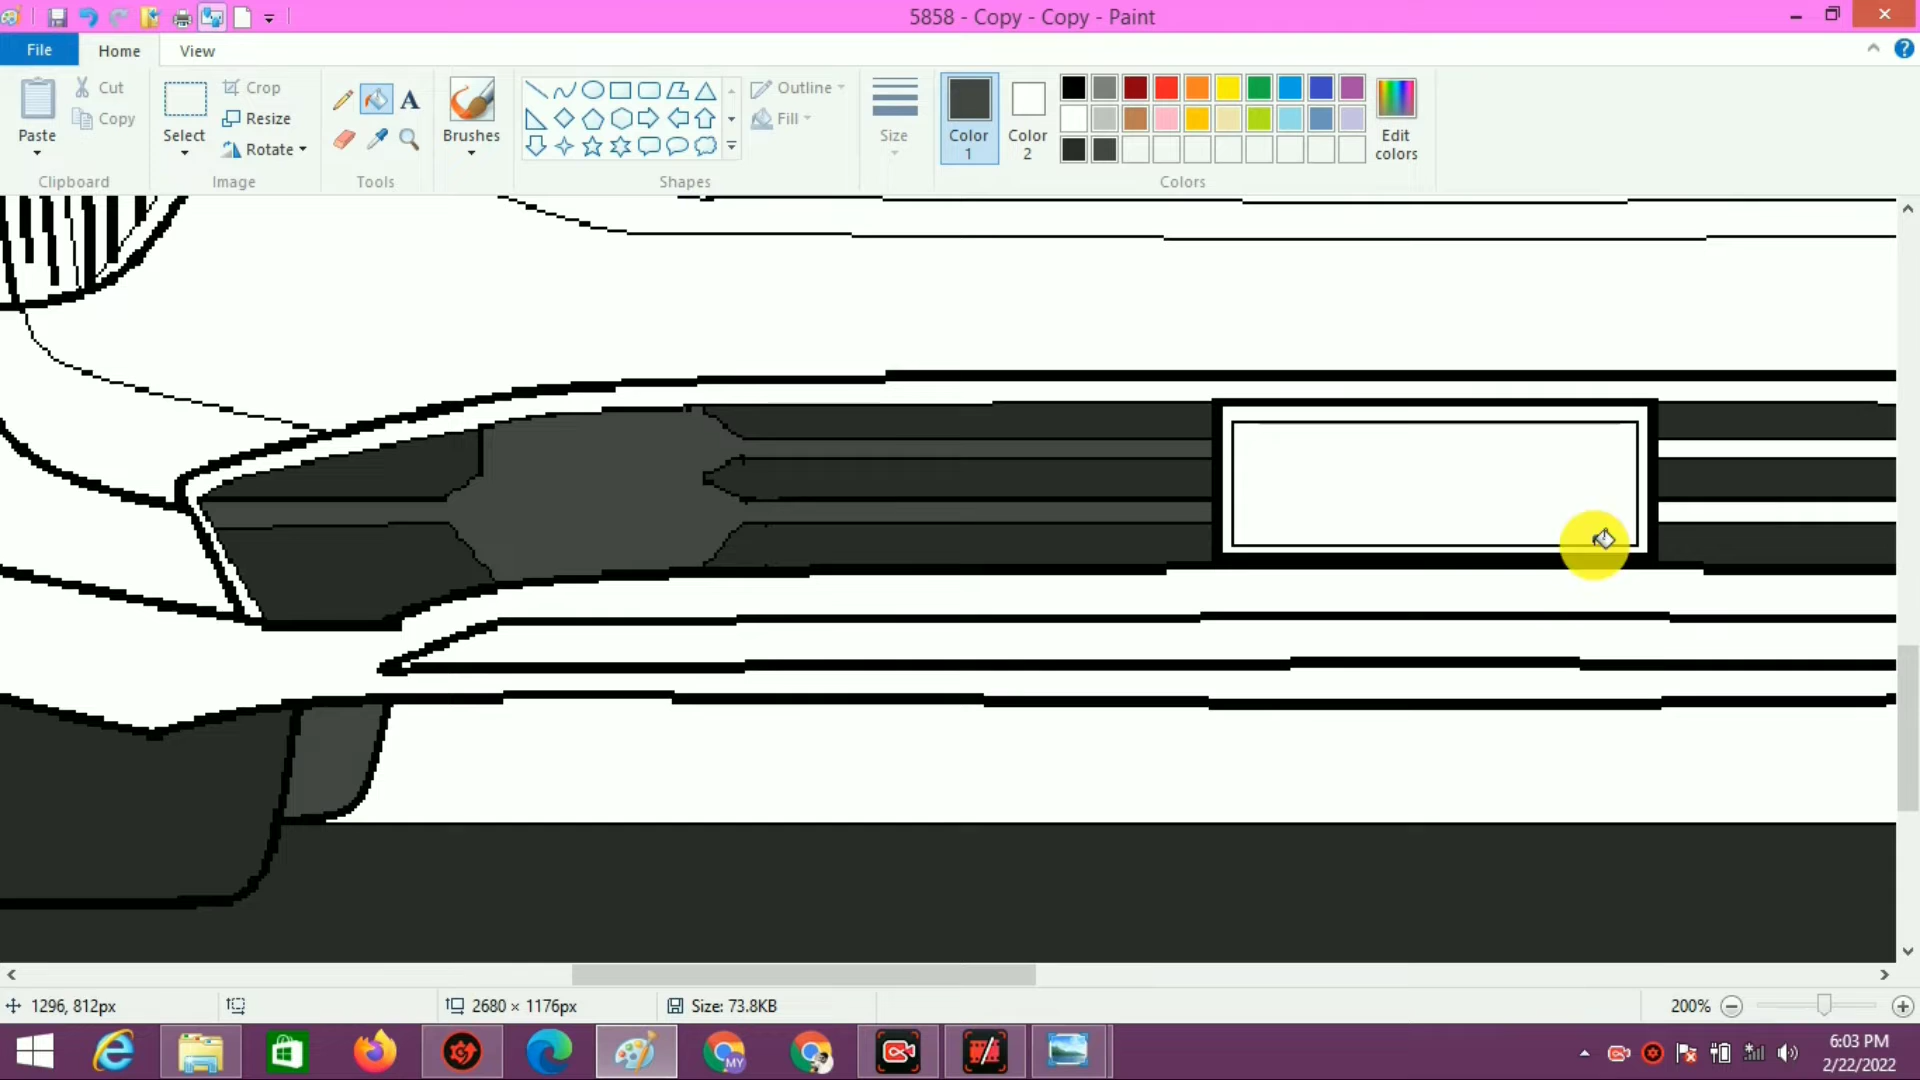 5858 - Copy - Copy - Paint
File
Home
View
Paste
Cut
Copy
Clipboard
Select
Crop
Resize
Rotate
Image
A
Tools
Brushes
Shapes
Outline
Fill
Size
Color 1
Color 2
Edit colors
Colors
1296, 812px
2680 × 1176px
Size: 73.8KB
200%
MY
6:03 PM
2/22/2022